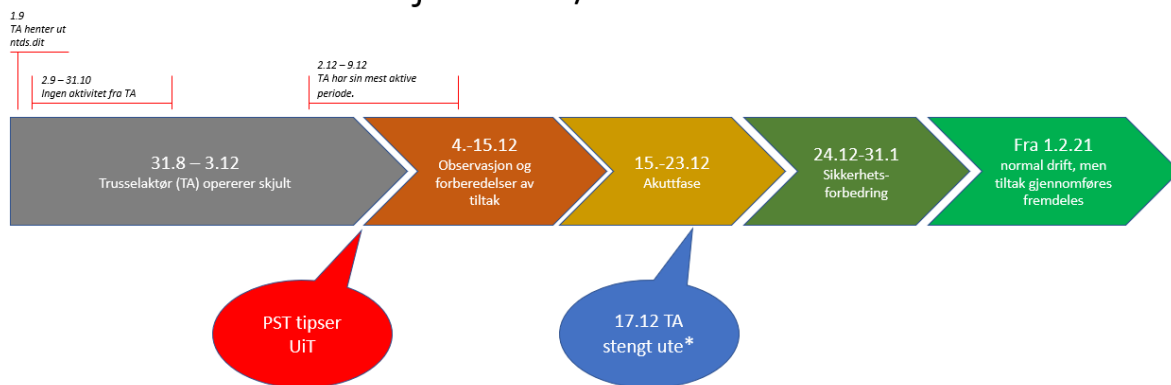 1.9
TA henter ut
ntds.dit
2.9 – 31.10
Ingen aktivitet fra TA
2.12 – 9.12
TA har sin mest aktive
periode.
31.8 – 3.12
Trusselaktør (TA) opererer skjult
4.-15.12
Observasjon og
forberedelser av
tiltak
15.-23.12
Akuttfase
24.12-31.1
Sikkerhets-
forbedring
Fra 1.2.21
normal drift, men
tiltak gjennomføres
fremdeles
PST tipser
UiT
17.12 TA
stengt ute*